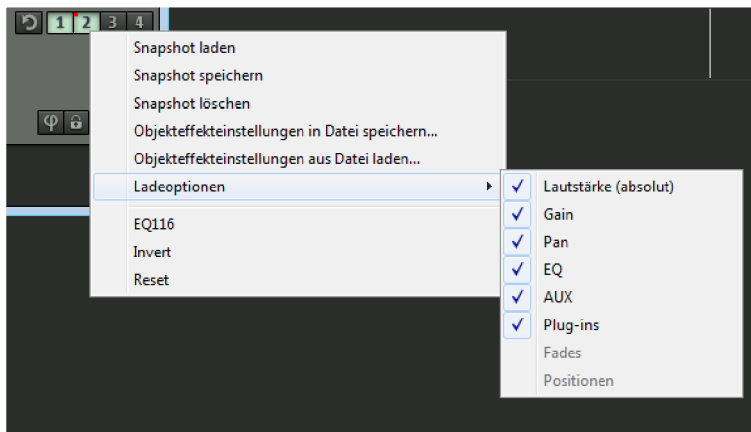 1 2 3 4
Snapshot laden
Snapshot speichern
Snapshot löschen
Objekteffekteinstellungen in Datei speichern...
Objekteffekteinstellungen aus Datei laden...
Ladeoptionen
EQ116
Invert
Reset
Lautstärke (absolut)
Gain
Pan
EQ
AUX
Plug-ins
Fades
Positionen
φ